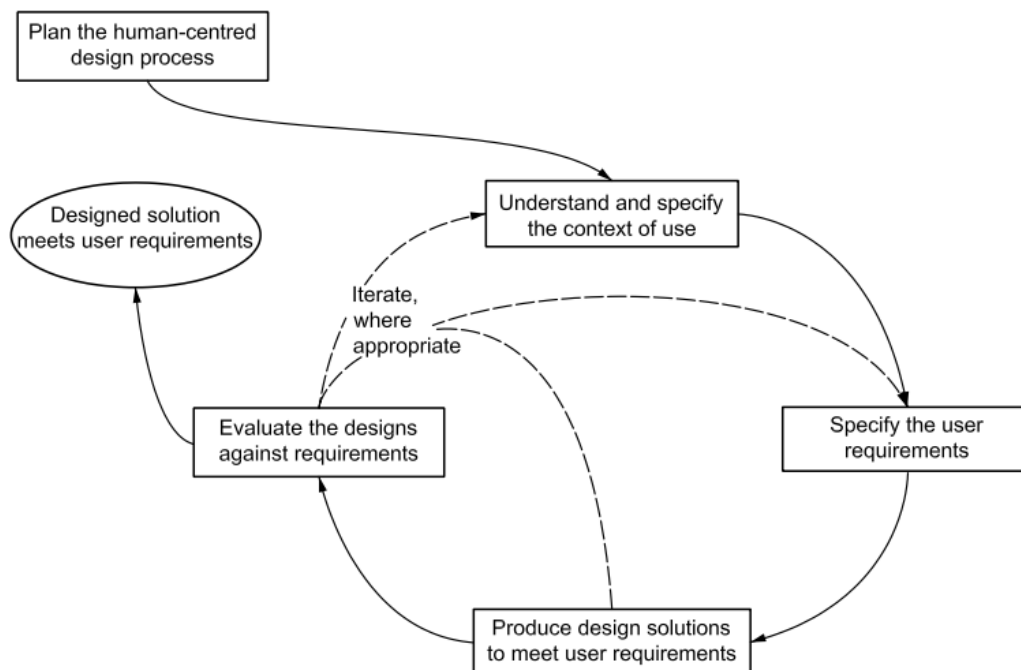 Plan the human-centred
design process
Understand and specify
the context of use
Designed solution
meets user requirements
Iterate,
where
appropriate
Evaluate the designs
against requirements
Specify the user
requirements
Produce design solutions
to meet user requirements